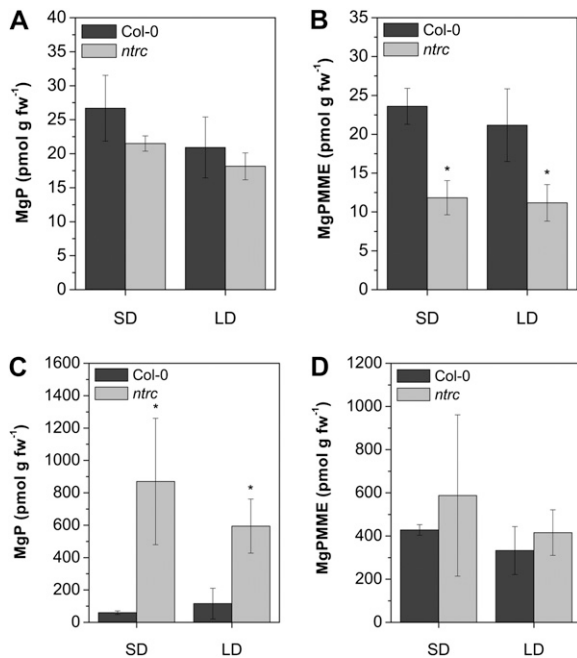 A
Col-0
ntrc
MgP (pmol g fw⁻¹)
40
35
30
25
20
15
10
5
0
SD
LD
B
Col-0
ntrc
MgPMME (pmol g fw⁻¹)
40
35
30
25
20
15
10
5
0
*
*
SD
LD
C
Col-0
ntrc
MgP (pmol g fw⁻¹)
1600
1400
1200
1000
800
600
400
200
0
*
*
SD
LD
D
Col-0
ntrc
MgPMME (pmol g fw⁻¹)
1200
1000
800
600
400
200
0
SD
LD